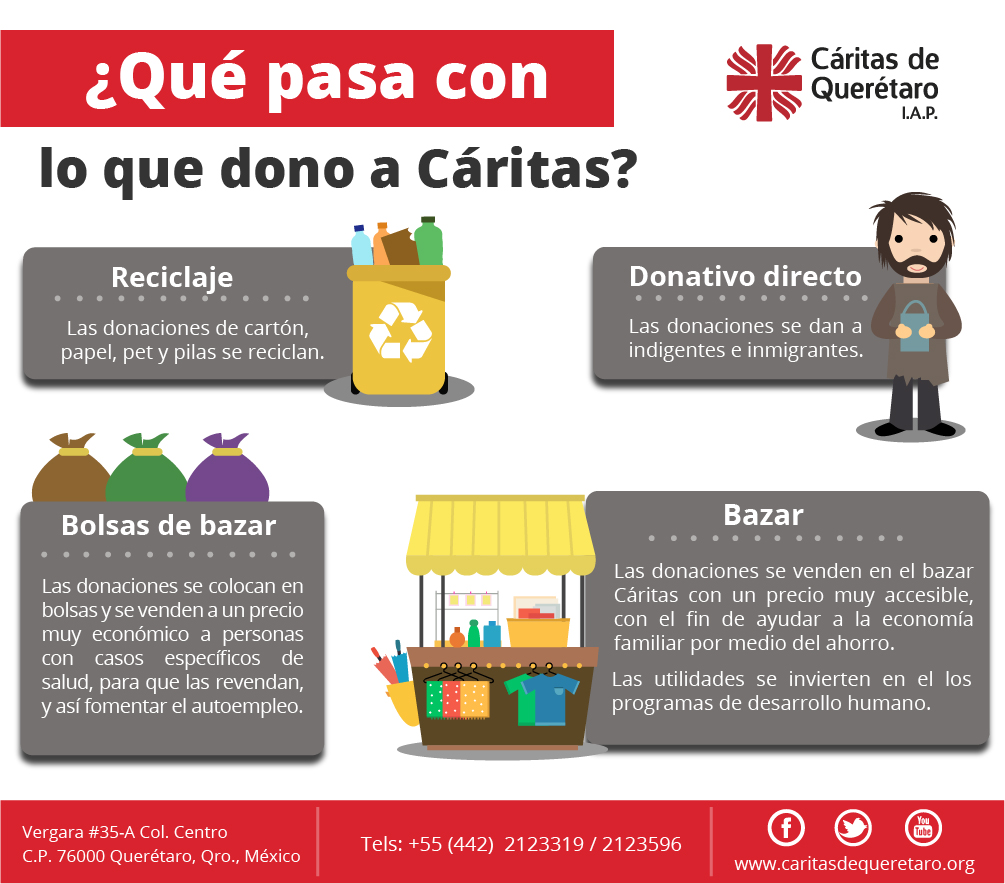 ¿Qué pasa con
lo que dono a Cáritas?
Cáritas de
Querétaro
I.A.P.
Reciclaje
Las donaciones de cartón,
papel, pet y pilas se reciclan.
Donativo directo
Las donaciones se dan a
indigentes e inmigrantes.
Bolsas de bazar
Las donaciones se colocan en
bolsas y se venden a un precio
muy económico a personas
con casos específicos de
salud, para que las revendan,
y así fomentar el autoempleo.
Bazar
Las donaciones se venden en el bazar
Cáritas con un precio muy accesible,
con el fin de ayudar a la economía
familiar por medio del ahorro.
Las utilidades se invierten en el los
programas de desarrollo humano.
Vergara #35-A Col. Centro
C.P. 76000 Querétaro, Qro., México
Tels: +55 (442) 2123319 / 2123596
You
Tube
www.caritasdequeretaro.org